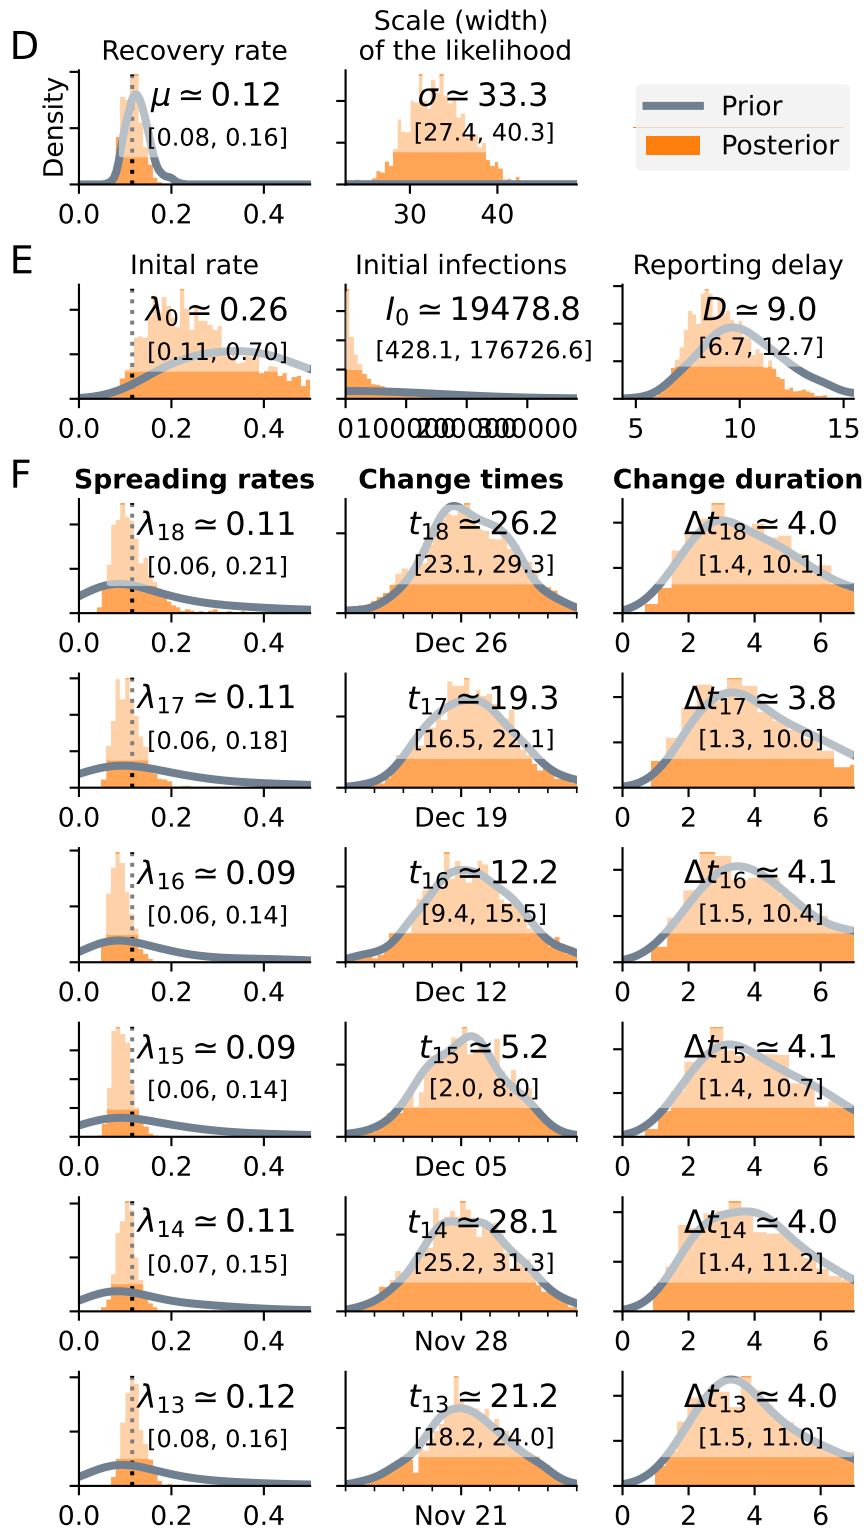 D
Recovery rate
Scale (width)
of the likelihood
Density
μ ≃ 0.12
[0.08, 0.16]
σ ≃ 33.3
[27.4, 40.3]
Prior
Posterior
0.0 0.2 0.4
30 40
E
Inital rate
Initial infections
Reporting delay
λ0 ≃ 0.26
[0.11, 0.70]
I0 ≃ 19478.8
[428.1, 176726.6]
D ≃ 9.0
[6.7, 12.7]
0.0 0.2 0.4
0 100000 200000 300000
5 10 15
F
Spreading rates
Change times
Change duration
λ18 ≃ 0.11
[0.06, 0.21]
t18 ≃ 26.2
[23.1, 29.3]
Δt18 ≃ 4.0
[1.4, 10.1]
0.0 0.2 0.4
Dec 26
0 2 4 6
λ17 ≃ 0.11
[0.06, 0.18]
t17 ≃ 19.3
[16.5, 22.1]
Δt17 ≃ 3.8
[1.3, 10.0]
0.0 0.2 0.4
Dec 19
0 2 4 6
λ16 ≃ 0.09
[0.06, 0.14]
t16 ≃ 12.2
[9.4, 15.5]
Δt16 ≃ 4.1
[1.5, 10.4]
0.0 0.2 0.4
Dec 12
0 2 4 6
λ15 ≃ 0.09
[0.06, 0.14]
t15 ≃ 5.2
[2.0, 8.0]
Δt15 ≃ 4.1
[1.4, 10.7]
0.0 0.2 0.4
Dec 05
0 2 4 6
λ14 ≃ 0.11
[0.07, 0.15]
t14 ≃ 28.1
[25.2, 31.3]
Δt14 ≃ 4.0
[1.4, 11.2]
0.0 0.2 0.4
Nov 28
0 2 4 6
λ13 ≃ 0.12
[0.08, 0.16]
t13 ≃ 21.2
[18.2, 24.0]
Δt13 ≃ 4.0
[1.5, 11.0]
0.0 0.2 0.4
Nov 21
0 2 4 6